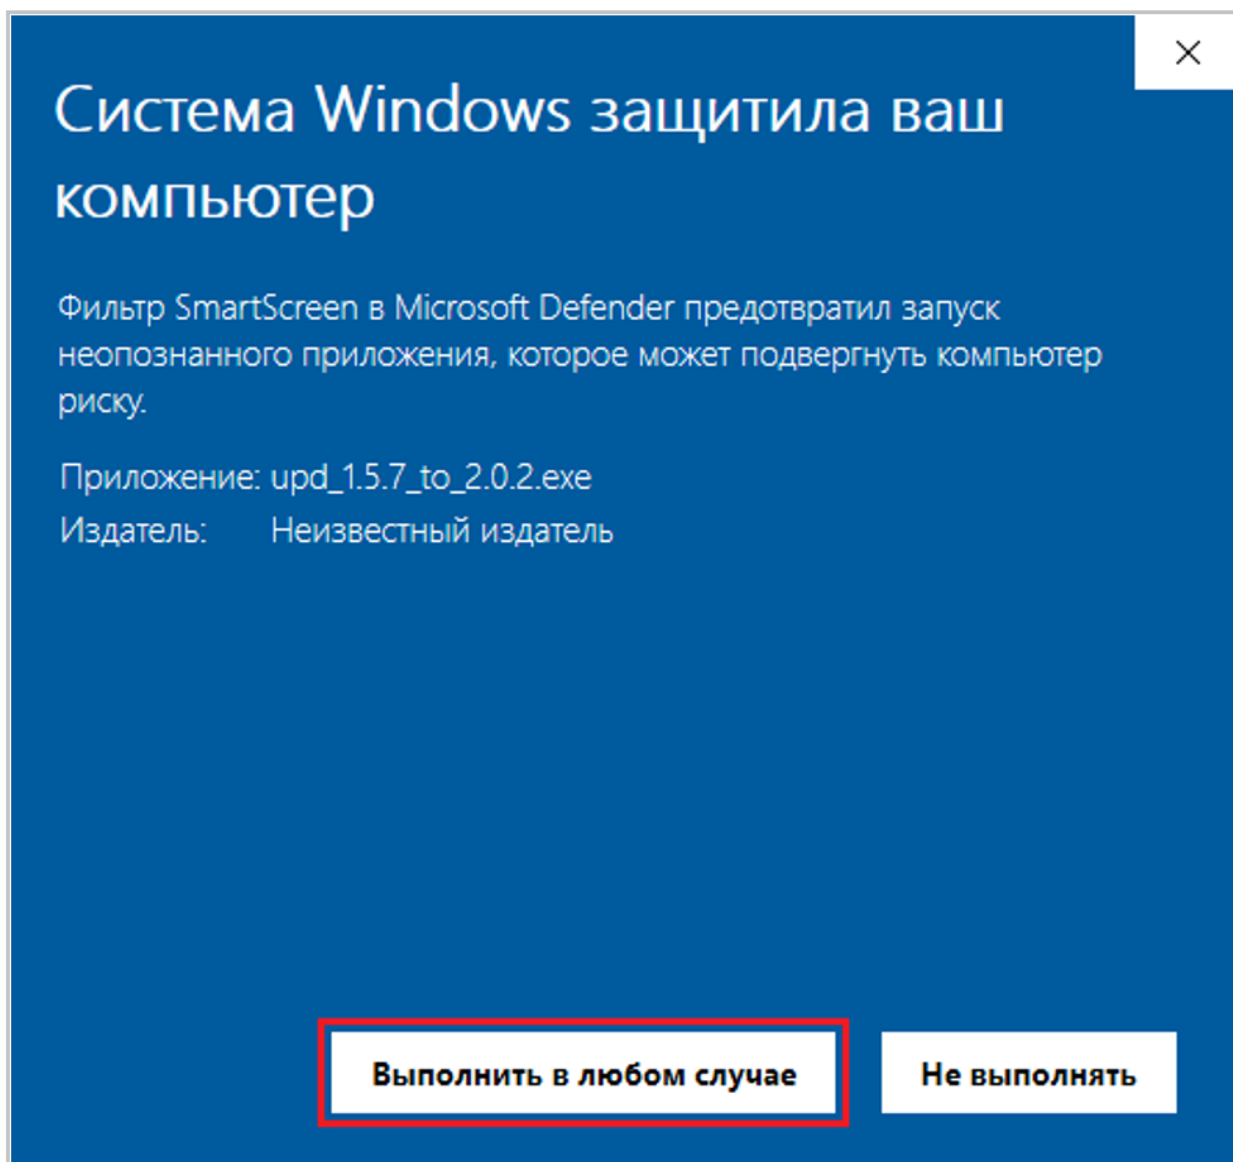 Система Windows защитила ваш
компьютер
Фильтр SmartScreen в Microsoft Defender предотвратил запуск
неопознанного приложения, которое может подвергнуть компьютер
риску.
Приложение: upd_1.5.7_to_2.0.2.exe
Издатель: Неизвестный издатель
Выполнить в любом случае Не выполнять